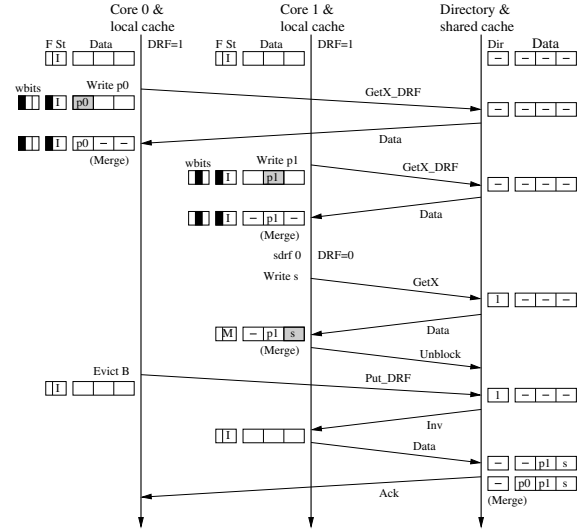 Core 0 & Core 1 & Directory &
local cache local cache shared cache
F St Data DRF=1 F St Data DRF=1 Dir Data
I I – – – –
wbits Write p0 GetX_DRF
I p0 – – – –
Data
I p0 – –
(Merge) wbits Write p1 GetX_DRF
I p1 – – – –
Data
I – p1 –
(Merge)
sdrf 0 DRF=0
Write s GetX
1 – – –
Data
M – p1 s
(Merge) Unblock
Evict B Put_DRF
I 1 – – –
Inv
I
Data
– – p1 s
– p0 p1 s
Ack (Merge)